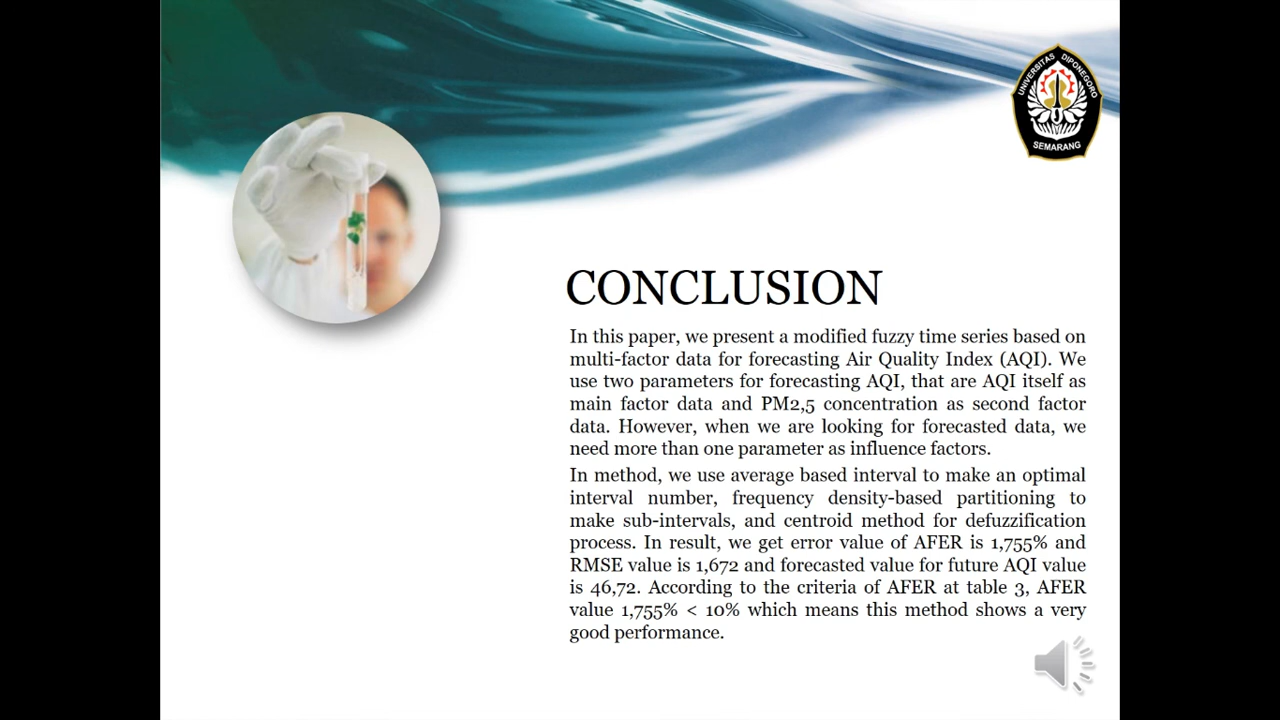 UNIVERSITAS DIPONEGORO
SEMARANG
CONCLUSION
In this paper, we present a modified fuzzy time series based on
multi-factor data for forecasting Air Quality Index (AQI). We
use two parameters for forecasting AQI, that are AQI itself as
main factor data and PM2,5 concentration as second factor
data. However, when we are looking for forecasted data, we
need more than one parameter as influence factors.
In method, we use average based interval to make an optimal
interval number, frequency density-based partitioning to
make sub-intervals, and centroid method for defuzzification
process. In result, we get error value of AFER is 1,755% and
RMSE value is 1,672 and forecasted value for future AQI value
is 46,72. According to the criteria of AFER at table 3, AFER
value 1,755% < 10% which means this method shows a very
good performance.